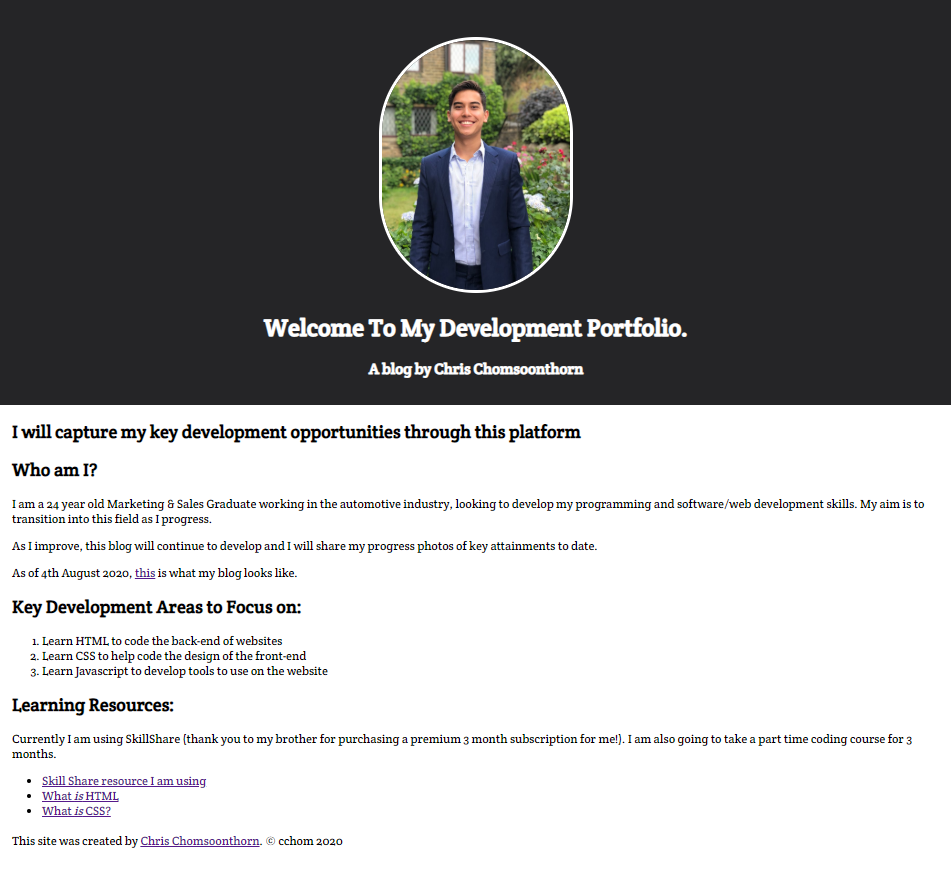 Welcome To My Development Portfolio.
A blog by Chris Chomsoonthorn
I will capture my key development opportunities through this platform
Who am I?
I am a 24 year old Marketing & Sales Graduate working in the automotive industry, looking to develop my programming and software/web development skills. My aim is to
transition into this field as I progress.
As I improve, this blog will continue to develop and I will share my progress photos of key attainments to date.
As of 4th August 2020, this is what my blog looks like.
Key Development Areas to Focus on:
1. Learn HTML to code the back-end of websites
2. Learn CSS to help code the design of the front-end
3. Learn Javascript to develop tools to use on the website
Learning Resources:
Currently I am using SkillShare (thank you to my brother for purchasing a premium 3 month subscription for me!). I am also going to take a part time coding course for 3
months.
• Skill Share resource I am using
• What is HTML
• What is CSS?
This site was created by Chris Chomsoonthorn. © cchom 2020